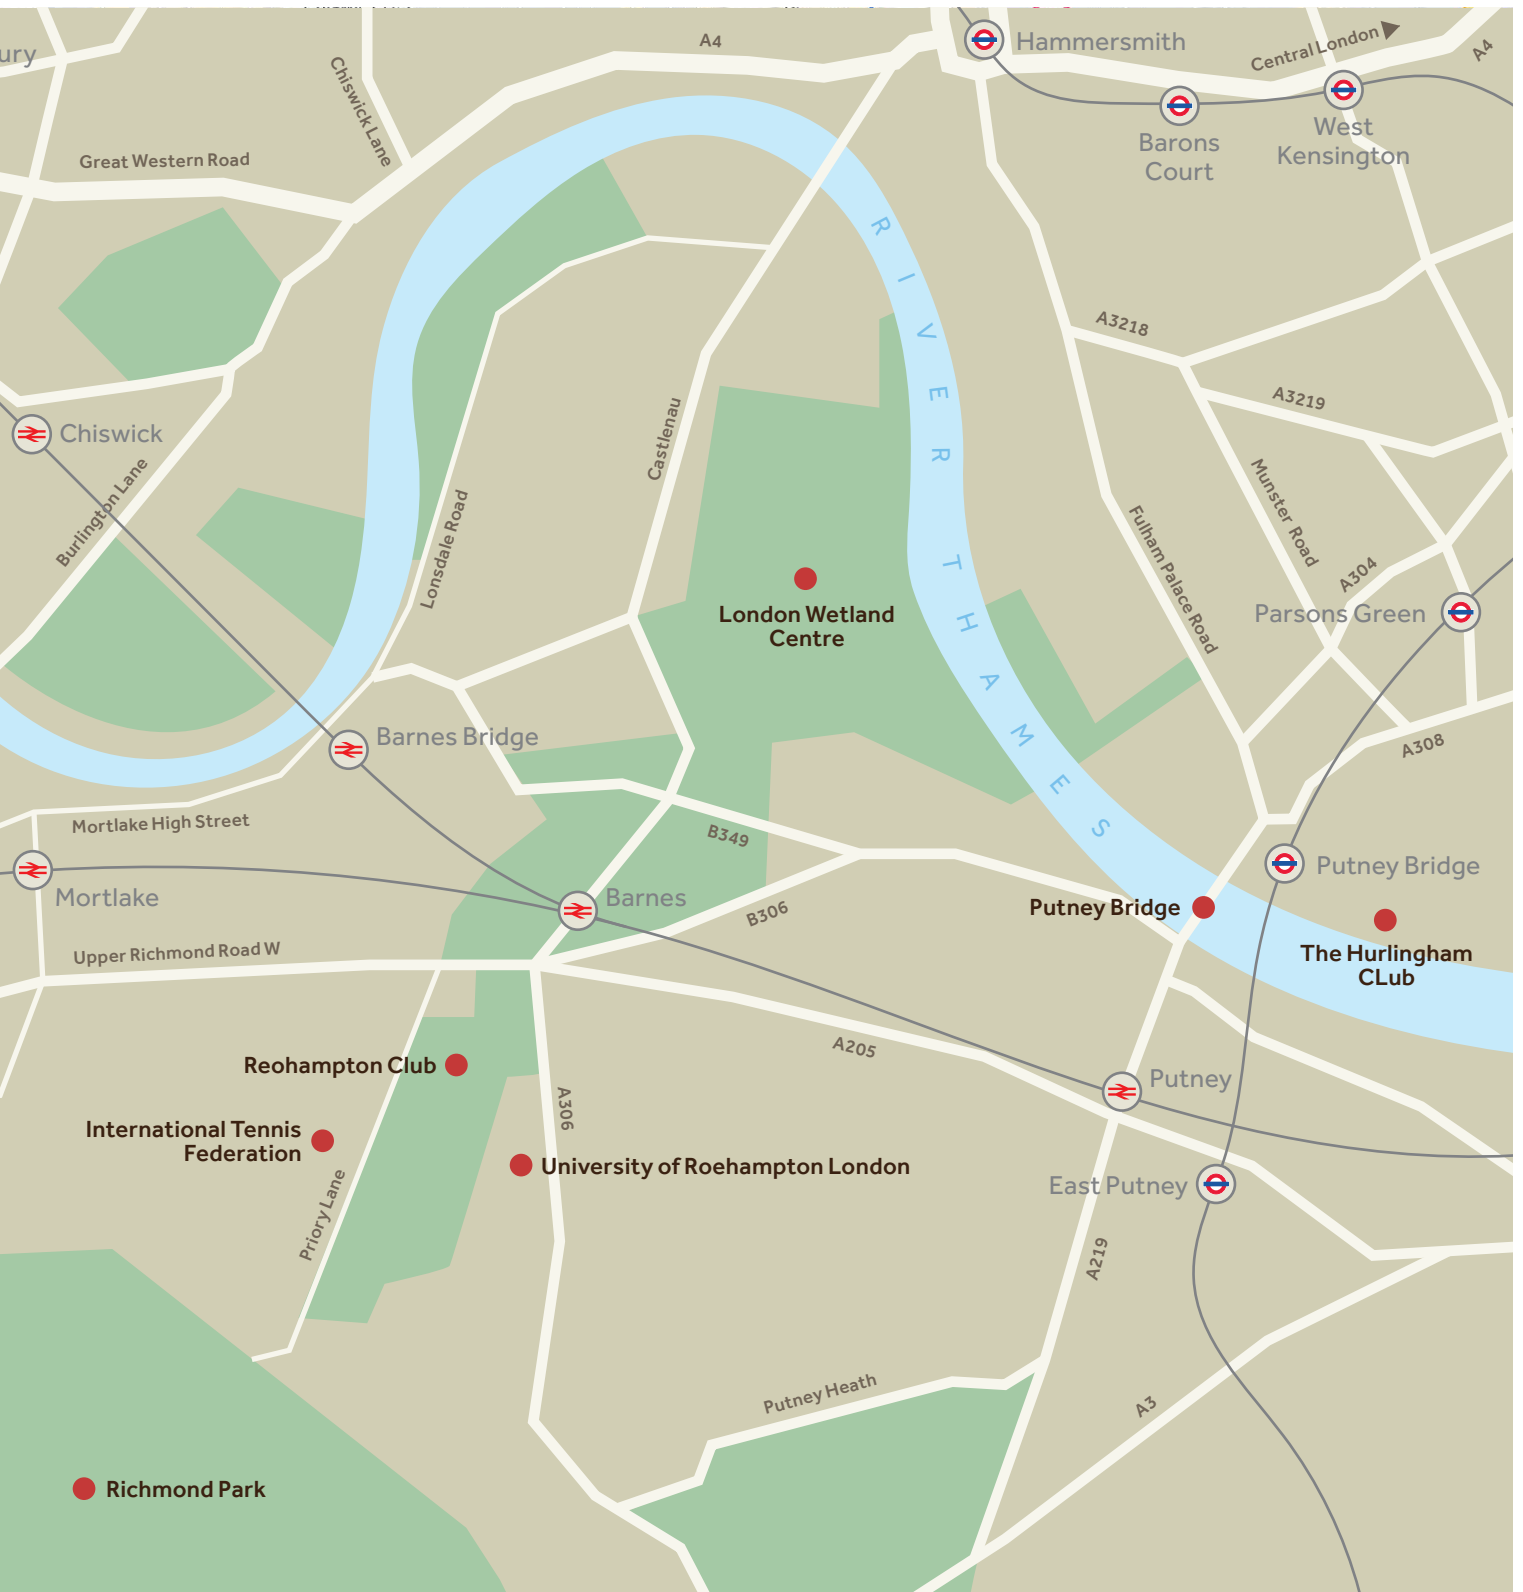 A4
Hammersmith
Central London
A4
ury
Chiswick Lane
Barons
Court
West
Kensington
Great Western Road
RIVER THAMES
A3218
A3219
Chiswick
Castlenau
Burlington Lane
Lonsdale Road
Munster Road
Fulham Palace Road
A304
London Wetland
Centre
Parsons Green
Barnes Bridge
A308
Mortlake High Street
B349
Putney Bridge
Mortlake
Barnes
B306
Putney Bridge
The Hurlingham
CLub
Upper Richmond Road W
A205
Reohampton Club
Putney
A306
International Tennis
Federation
University of Roehampton London
East Putney
Priory Lane
A219
Putney Heath
A3
Richmond Park